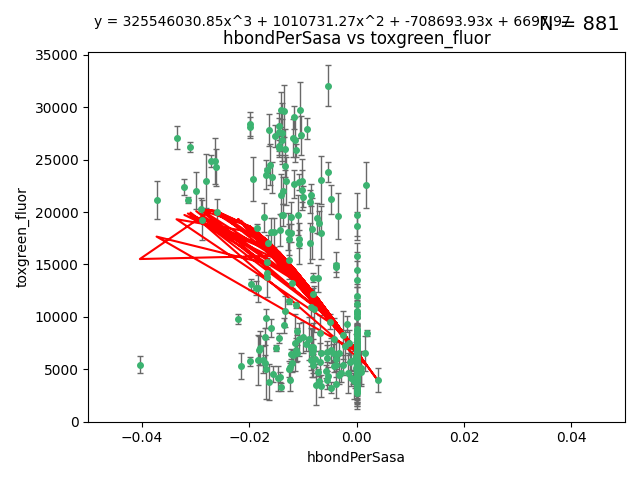 y = 325546030.85x^3 + 1010731.27x^2 + -708693.93x +
N = 881
hbondPerSasa vs toxgreen_fluor
35000
30000
25000
20000
15000
10000
5000
0
toxgreen_fluor
−0.04
−0.02
0.00
0.02
0.04
hbondPerSasa